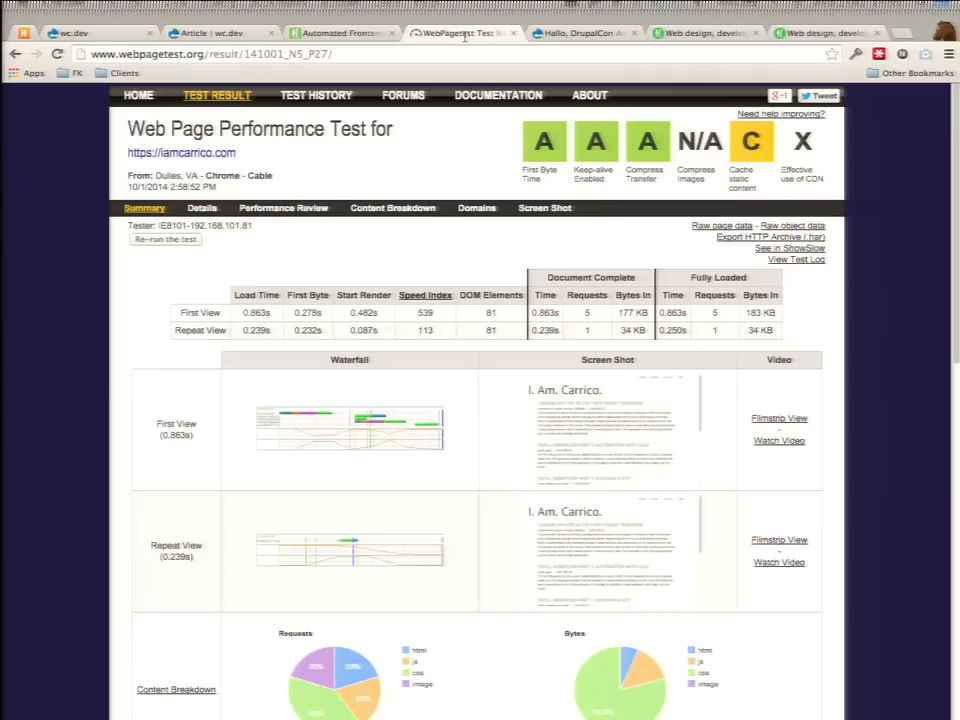 wc.dev
Article | wc.dev
Automated Fronten
WebPagetest Test Re
Hallo, DrupalCon
Web design, develo
Web design, develo
www.webpagetest.org/result/141001_N5_P27/
Apps
FK
Clients
Other Bookmarks
HOME
TEST RESULT
TEST HISTORY
FORUMS
DOCUMENTATION
ABOUT
+1
Tweet
Need help improving?
Web Page Performance Test for
https://iamcarrico.com
From: Dulles, VA - Chrome - Cable
10/1/2014 2:58:52 PM
A A A N/A C X
First Byte Time
Keep-alive Enabled
Compress Transfer
Compress Images
Cache static content
Effective use of CDN
Summary
Details
Performance Review
Content Breakdown
Domains
Screen Shot
Tester: IE8101-192.168.101.81
Re-run the test
Raw page data - Raw object data
Export HTTP Archive (.har)
See in ShowSlow
View Test Log
Document Complete Fully Loaded
Load Time First Byte Start Render Speed Index DOM Elements Time Requests Bytes In Time Requests Bytes In
First View 0.863s 0.278s 0.482s 539 81 0.863s 5 177 KB 0.863s 5 183 KB
Repeat View 0.239s 0.232s 0.087s 113 81 0.239s 1 34 KB 0.250s 1 34 KB
Waterfall Screen Shot Video
First View
(0.863s)
I. Am. Carrico.
Filmstrip View
-
Watch Video
Repeat View
(0.239s)
I. Am. Carrico.
Filmstrip View
-
Watch Video
Content Breakdown
Requests
20%
20%
html
js
css
image
Bytes
html
js
css
image